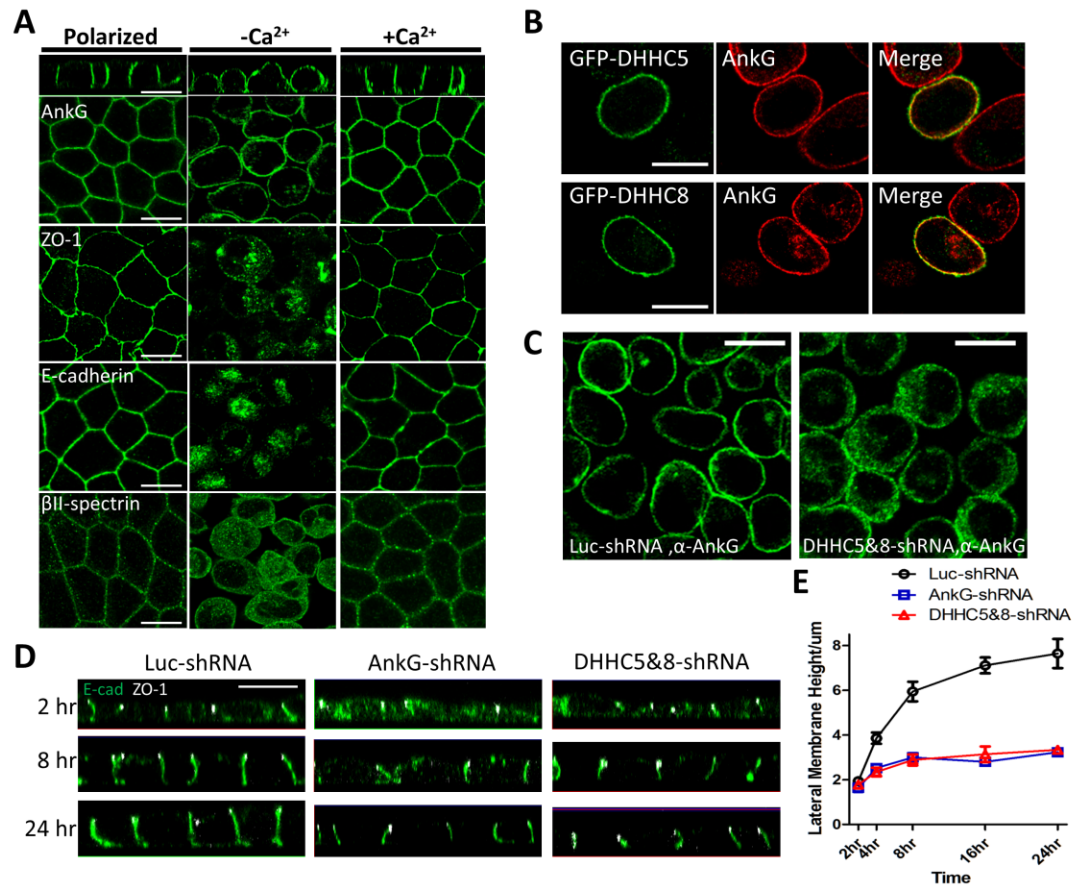 A
Polarized
-Ca²⁺
+Ca²⁺
AnkG
ZO-1
E-cadherin
βII-spectrin
B
GFP-DHHC5
AnkG
Merge
GFP-DHHC8
AnkG
Merge
C
Luc-shRNA ,α-AnkG
DHHC5&8-shRNA,α-AnkG
D
Luc-shRNA
AnkG-shRNA
DHHC5&8-shRNA
E-cad ZO-1
2 hr
8 hr
24 hr
E
Luc-shRNA
AnkG-shRNA
DHHC5&8-shRNA
Lateral Membrane Height/um
8
6
4
2
0
2hr
4hr
8hr
16hr
24hr
Time